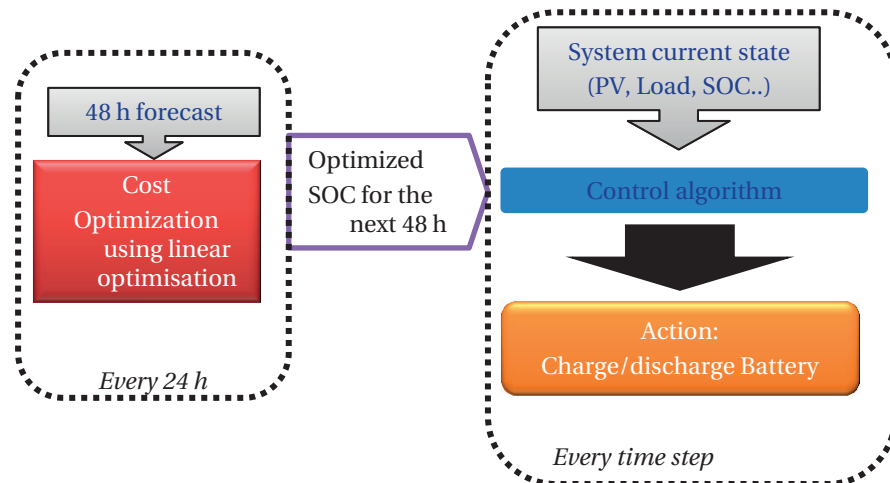 48 h forecast
Cost
Optimization
using linear
optimisation
Every 24 h
Optimized
SOC for the
next 48 h
System current state
(PV, Load, SOC..)
Control algorithm
Action:
Charge/discharge Battery
Every time step